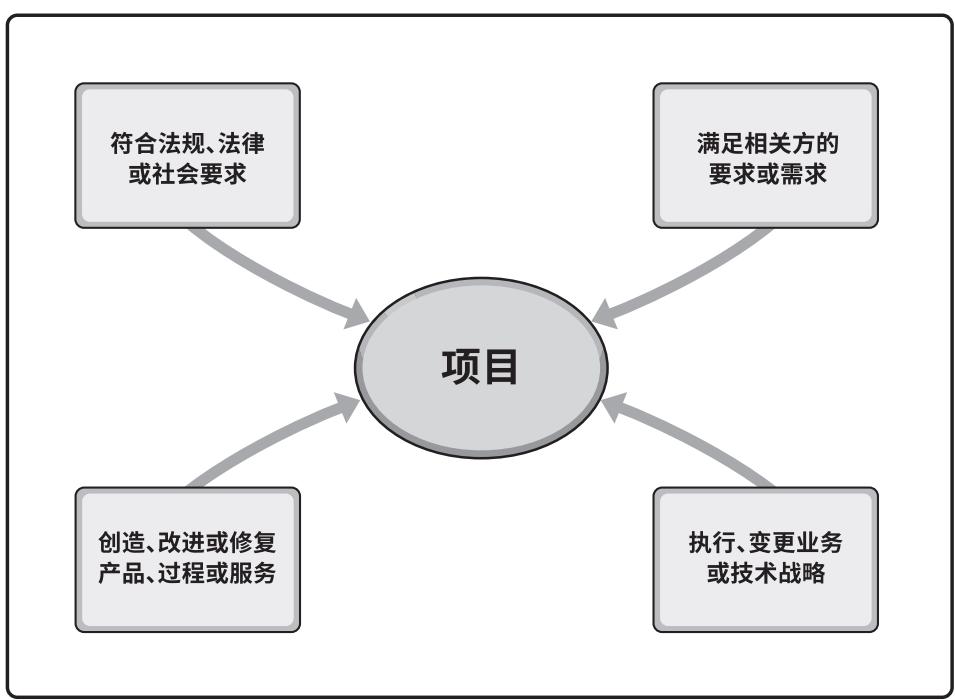 符合法规、法律
或社会要求
满足相关方的
要求或需求
项目
创造、改进或修复
产品、过程或服务
执行、变更业务
或技术战略